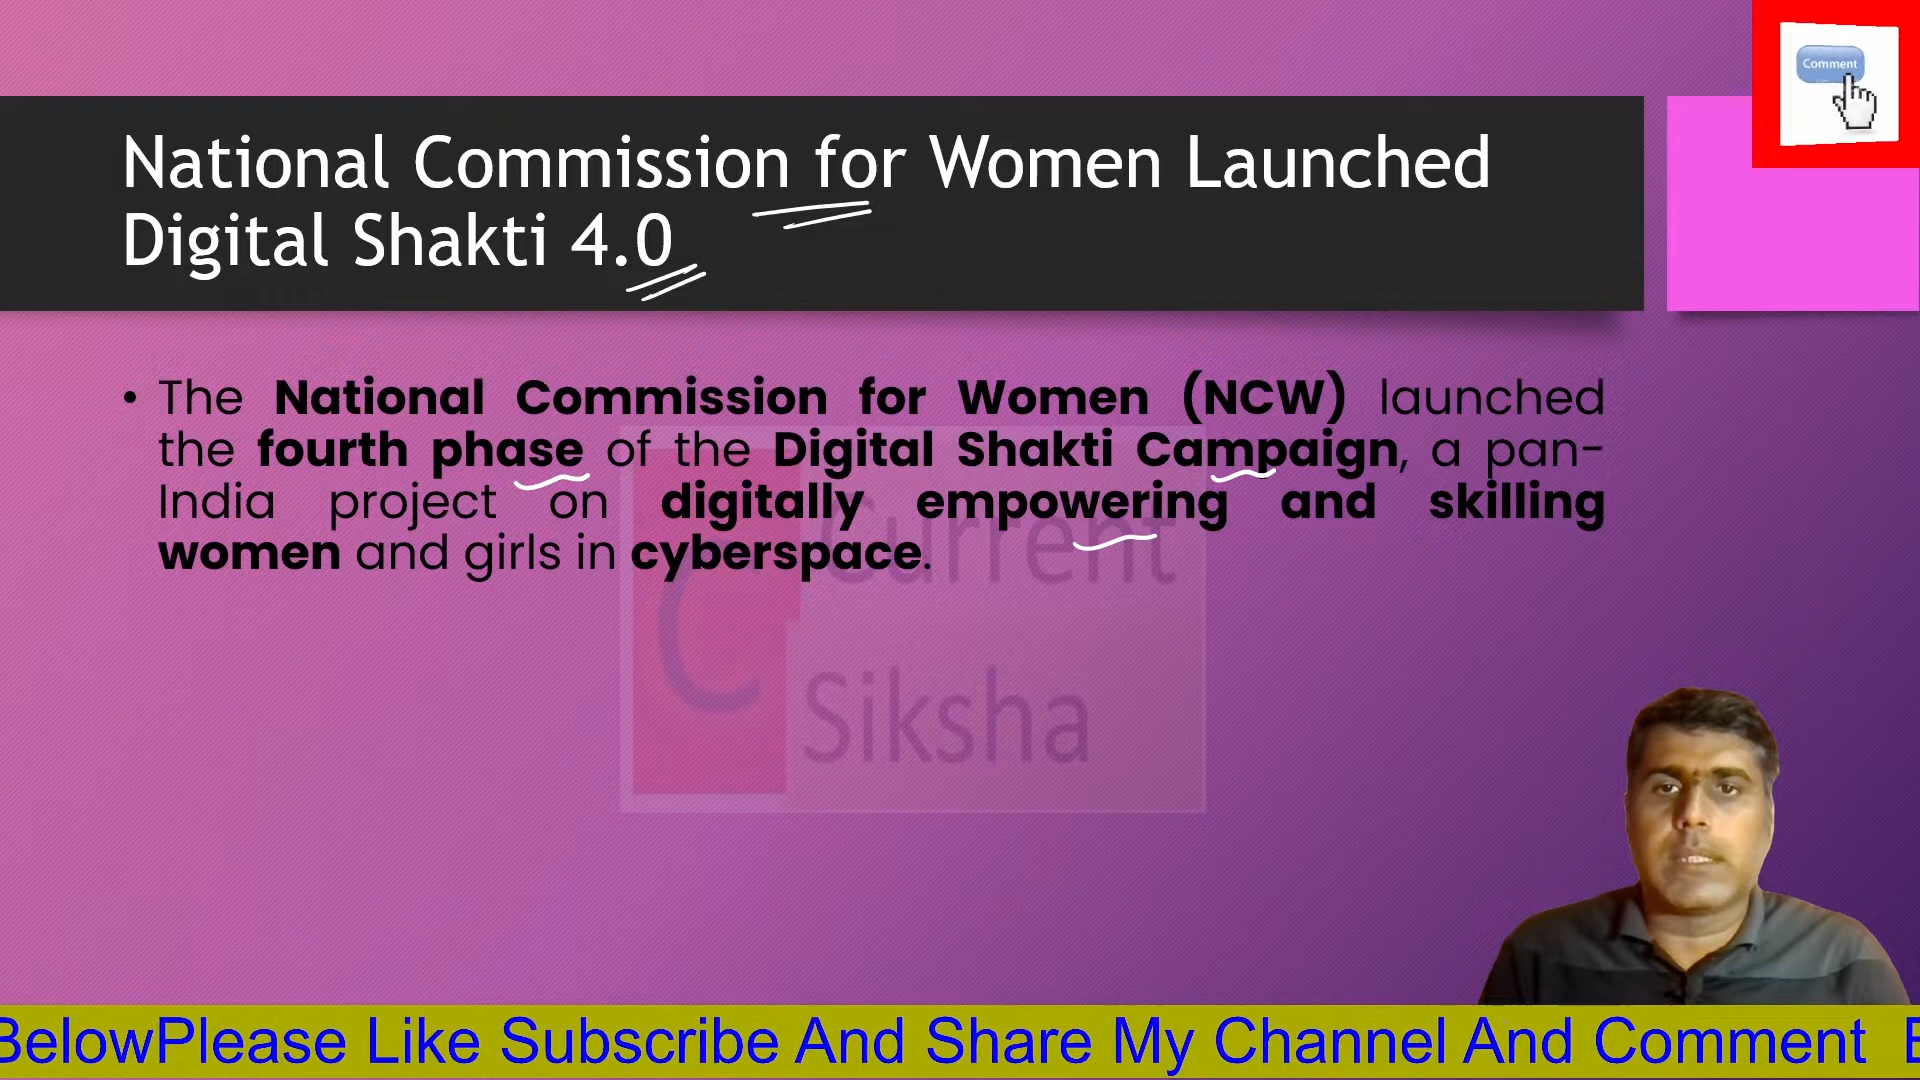 Comment
National Commission for Women Launched
Digital Shakti 4.0
• The National Commission for Women (NCW) launched
the fourth phase of the Digital Shakti Campaign, a pan-
India project on digitally empowering and skilling
women and girls in cyberspace.
Current
Siksha
BelowPlease Like Subscribe And Share My Channel And Comment